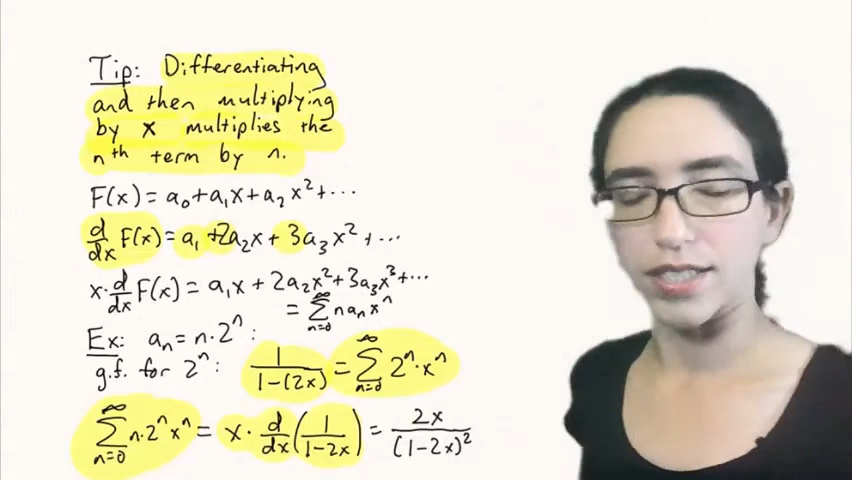 Tip: Differentiating
and then multiplying
by x multiplies the
nth term by n.
F(x) = a₀ + a₁x + a₂x² + ⋯
d/dx F(x) = a₁ + 2a₂x + 3a₃x² + ⋯
x · d/dx F(x) = a₁x + 2a₂x² + 3a₃x³ + ⋯
= ∑_{n=0}^{∞} n aₙ xⁿ
Ex: aₙ = n · 2ⁿ :
g.f. for 2ⁿ : 1/(1-(2x)) = ∑_{n=0}^{∞} 2ⁿ · xⁿ
∑_{n=0}^{∞} n · 2ⁿ xⁿ = x · d/dx (1/(1-2x)) = 2x/(1-2x)²